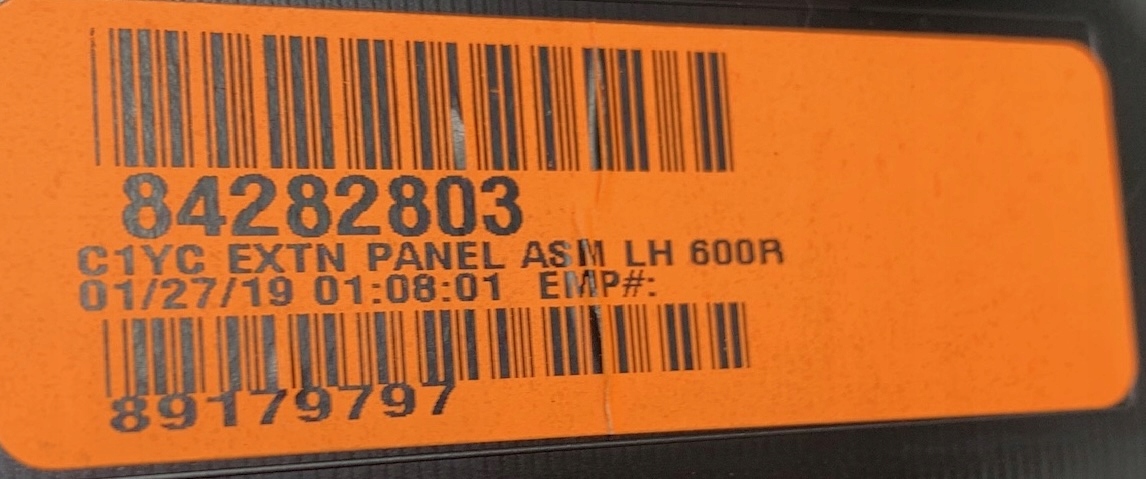 84282803
C1YC EXTN PANEL ASM LH 600R
01/27/19 01:08:01 EMP#:
89179797